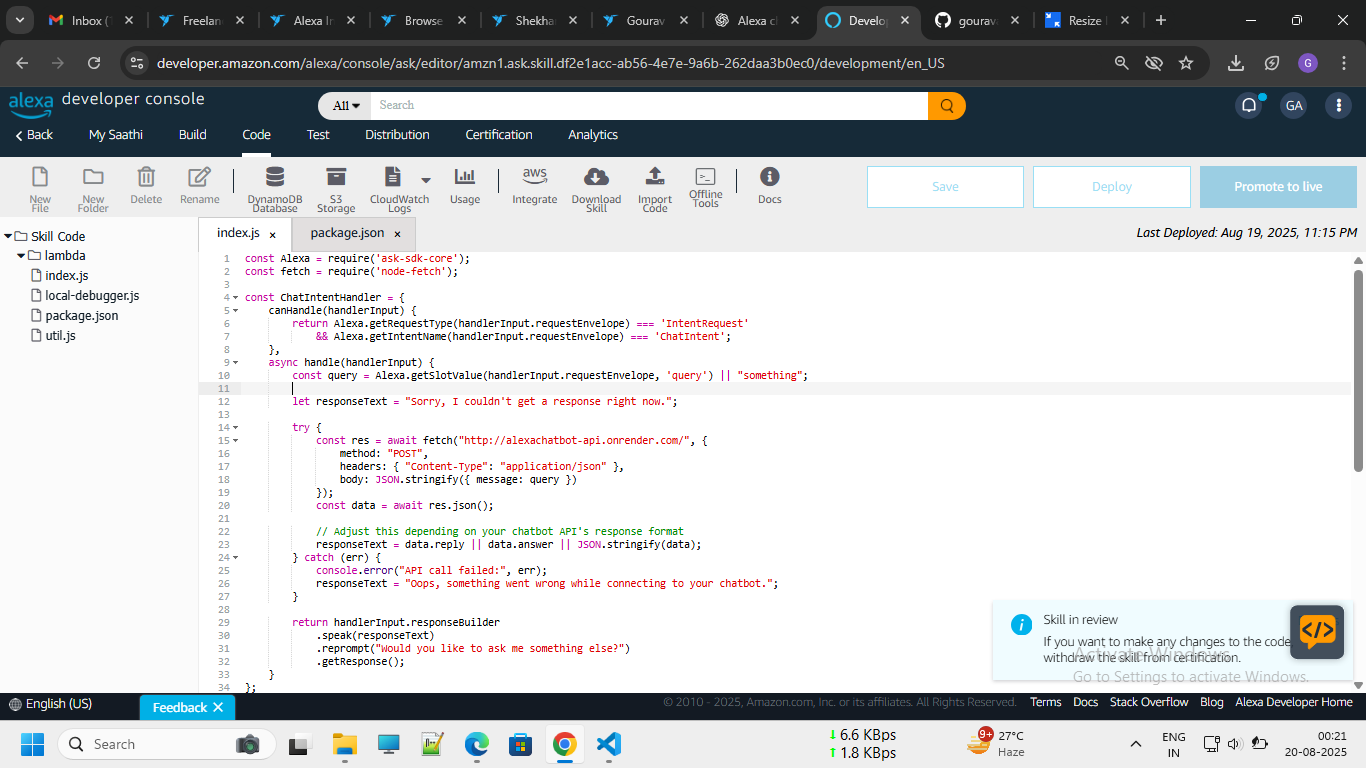 Inbox (
Freelan
Alexa I
Browse
Shekha
Gourav
Alexa c
Develo
gourav
Resize
developer.amazon.com/alexa/console/ask/editor/amzn1.ask.skill.df2e1acc-ab56-4e7e-9a6b-262daa3b0ec0/development/en_US
G
alexa developer console
All
Search
GA
Back
My Saathi
Build
Code
Test
Distribution
Certification
Analytics
New File
New Folder
Delete
Rename
DynamoDB Database
S3 Storage
CloudWatch Logs
Usage
aws
Integrate
Download Skill
Import Code
Offline Tools
Docs
Save
Deploy
Promote to live
Skill Code
lambda
index.js
local-debugger.js
package.json
util.js
index.js ×
package.json ×
Last Deployed: Aug 19, 2025, 11:15 PM
1 const Alexa = require('ask-sdk-core');
2 const fetch = require('node-fetch');
3
4 const ChatIntentHandler = {
5 canHandle(handlerInput) {
6 return Alexa.getRequestType(handlerInput.requestEnvelope) === 'IntentRequest'
7 && Alexa.getIntentName(handlerInput.requestEnvelope) === 'ChatIntent';
8 },
9 async handle(handlerInput) {
10 const query = Alexa.getSlotValue(handlerInput.requestEnvelope, 'query') || "something";
11
12 let responseText = "Sorry, I couldn't get a response right now.";
13
14 try {
15 const res = await fetch("http://alexachatbot-api.onrender.com/", {
16 method: "POST",
17 headers: { "Content-Type": "application/json" },
18 body: JSON.stringify({ message: query })
19 });
20 const data = await res.json();
21
22 // Adjust this depending on your chatbot API's response format
23 responseText = data.reply || data.answer || JSON.stringify(data);
24 } catch (err) {
25 console.error("API call failed:", err);
26 responseText = "Oops, something went wrong while connecting to your chatbot.";
27 }
28
29 return handlerInput.responseBuilder
30 .speak(responseText)
31 .reprompt("Would you like to ask me something else?")
32 .getResponse();
33 }
34 };
Skill in review
If you want to make any changes to the code,
withdraw the skill from certification.
Activate Windows
Go to Settings to activate Windows.
English (US)
Feedback
© 2010 - 2025, Amazon.com, Inc. or its affiliates. All Rights Reserved.
Terms
Docs
Stack Overflow
Blog
Alexa Developer Home
Search
6.6 KBps
1.8 KBps
9+
27°C
Haze
ENG
IN
00:21
20-08-2025